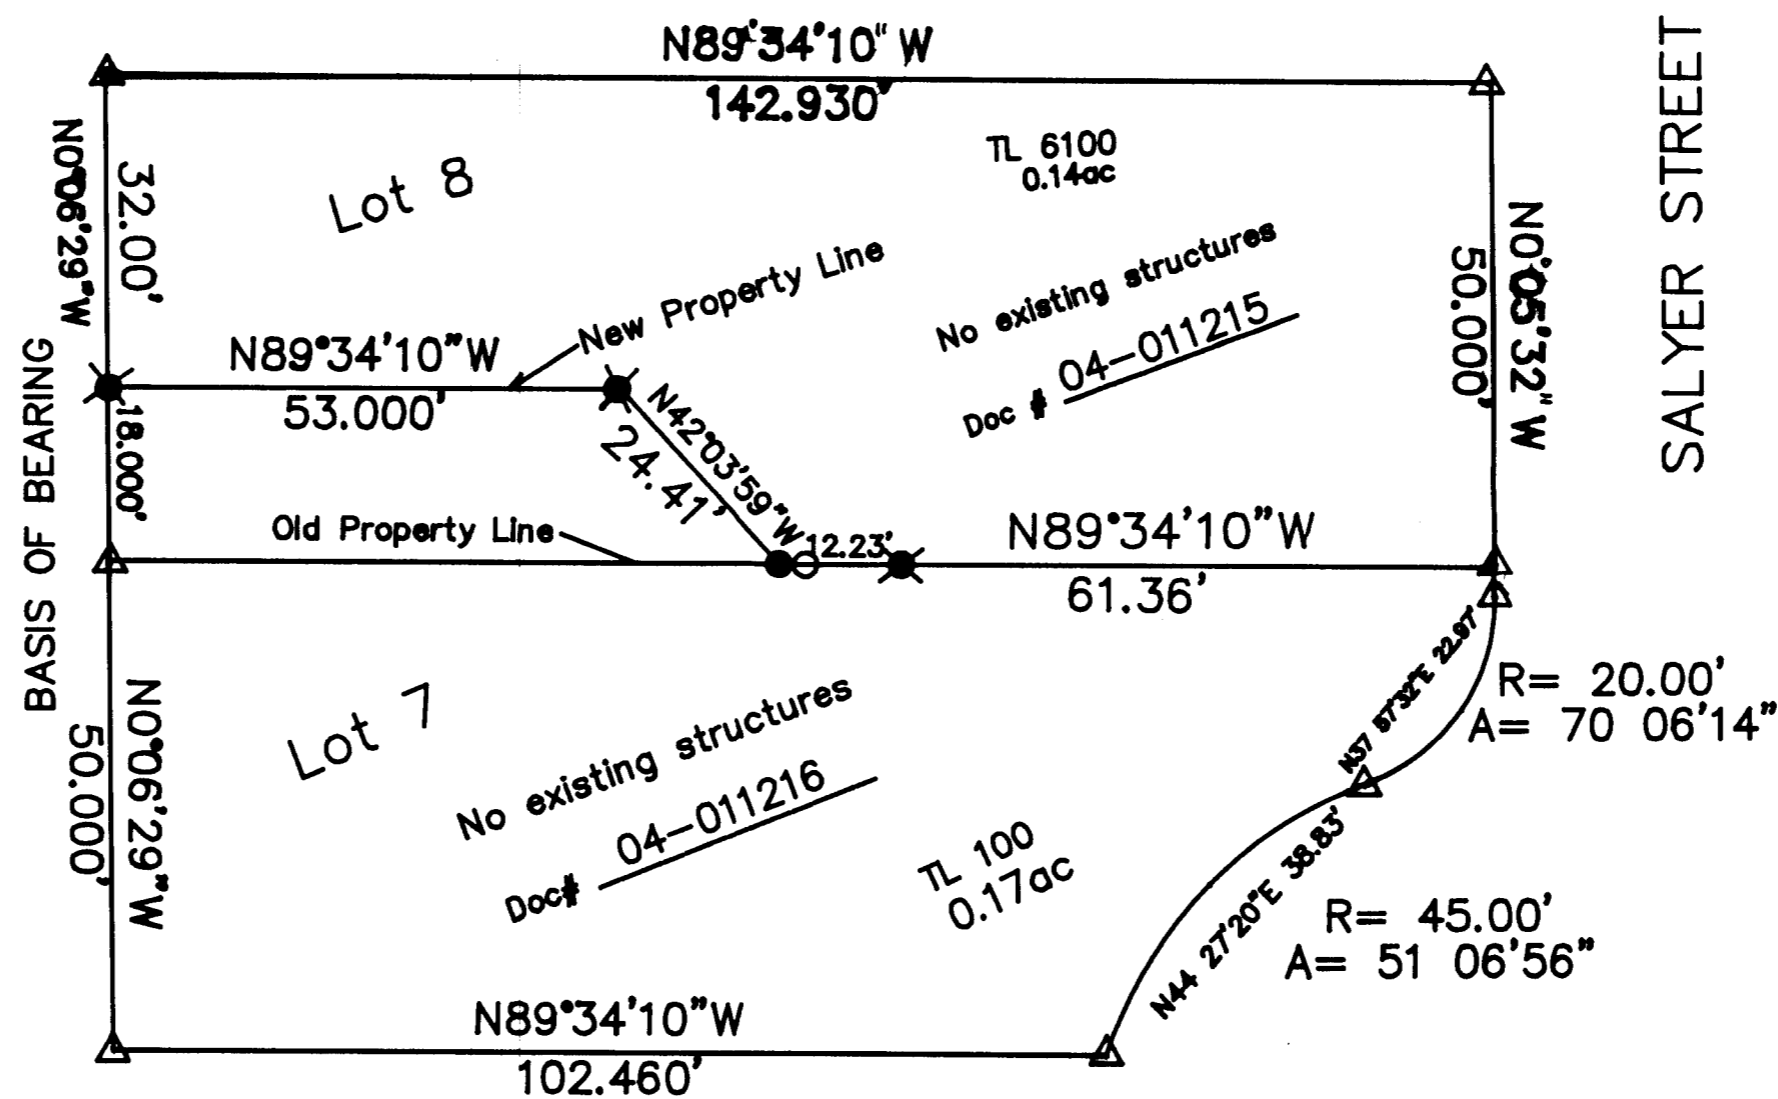 N89°34'10" W
142.930'
SALYER STREET
TL 6100
0.14ac
N0°06'29"W
32.00'
Lot 8
New Property Line
No existing structures
Doc # 04-011215
N0°05'32" W
50.000'
N89°34'10"W
53.000'
18.000'
N42°03'59"W
24.41'
BASIS OF BEARING
Old Property Line
12.23'
N89°34'10"W
61.36'
N37 57'32"E 22.97'
R= 20.00'
A= 70 06'14"
N0°06'29"W
50.000'
Lot 7
No existing structures
Doc# 04-011216
TL 100
0.17ac
N44 27'20"E 38.83'
R= 45.00'
A= 51 06'56"
N89°34'10"W
102.460'